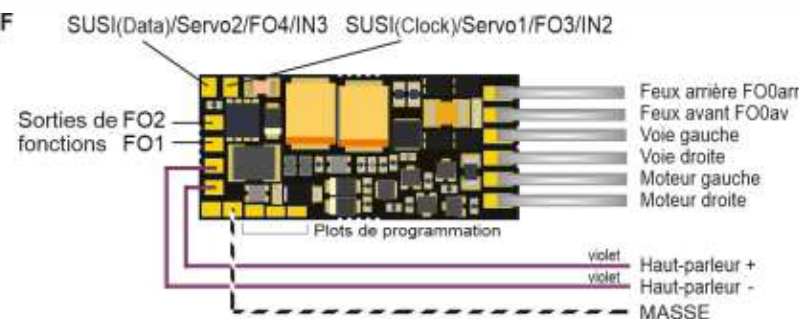 F
SUSI(Data)/Servo2/FO4/IN3 SUSI(Clock)/Servo1/FO3/IN2
Feux arrière FO0arr
Feux avant FO0av
Voie gauche
Voie droite
Moteur gauche
Moteur droite
Sorties de FO2
fonctions FO1
Plots de programmation
violet
Haut-parleur +
violet
Haut-parleur -
MASSE